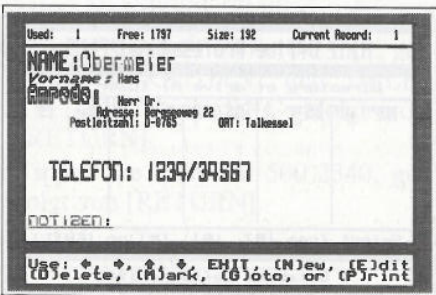 Used: 1 Free: 1797 Size: 192 Current Record: 1
NAME: Obermeier
Vorname: Hans
Anrede: Herr Dr.
Adresse: Bergseeweg 22
Postleitzahl: D-8765 ORT: Talkessel
TELEFON: 1234/34567
NOTIZEN:
Use: ← →, ↑ ↓, EXIT (N)ew, (E)dit
(D)elete, (M)ark, (G)oto, or (P)rint